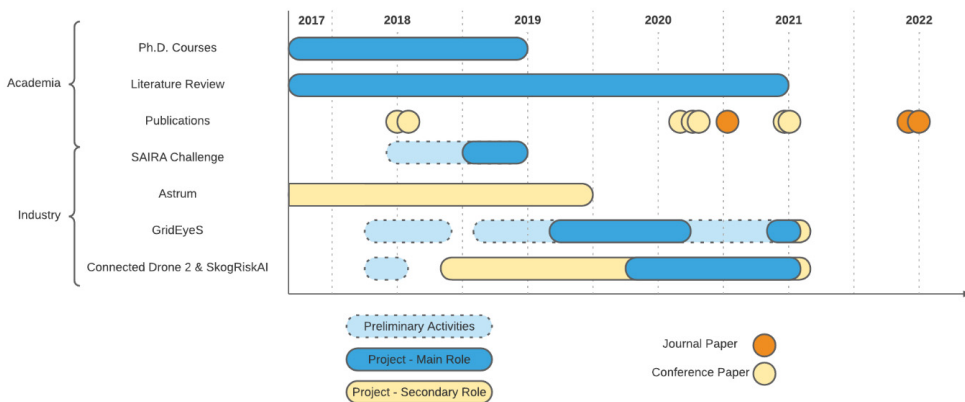 2017 2018 2019 2020 2021 2022
Ph.D. Courses
Academia
Literature Review
Publications
SAIRA Challenge
Astrum
Industry
GridEyeS
Connected Drone 2 & SkogRiskAI
Preliminary Activities
Project - Main Role
Project - Secondary Role
Journal Paper
Conference Paper